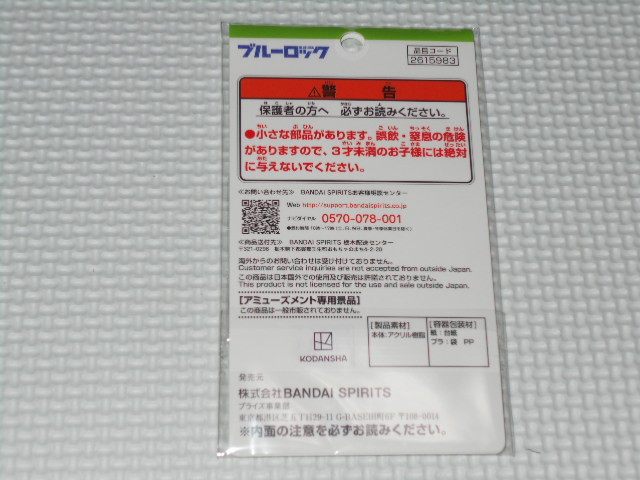 ブルーロック
品番コード
2615983
⚠警告
保護者の方へ 必ずお読みください。
●小さな部品があります。誤飲・窒息の危険
がありますので、3才未満のお子様には絶対
に与えないでください。
≪お問い合わせ先≫ BANDAI SPIRITSお客様相談センター
Web http://support.bandaispirits.co.jp
ナビダイヤル 0570-078-001
≪商品送付先≫ BANDAI SPIRITS 栃木配送センター
海外からのお問い合わせは受け付けておりません。
Customer service inquiries are not accepted from outside Japan.
この商品は日本国外での使用及び販売は許諾されておりません。
This product is not licensed for the use and sale outside Japan.
[アミューズメント専用景品]
この商品は一般市販されておりません。
KODANSHA
[製品素材]
本体:アクリル樹脂
[容器包装材]
紙:台紙
プラ:袋 PP
発売元
株式会社BANDAI SPIRITS
プライズ事業部
※内面の注意を必ずお読みください。